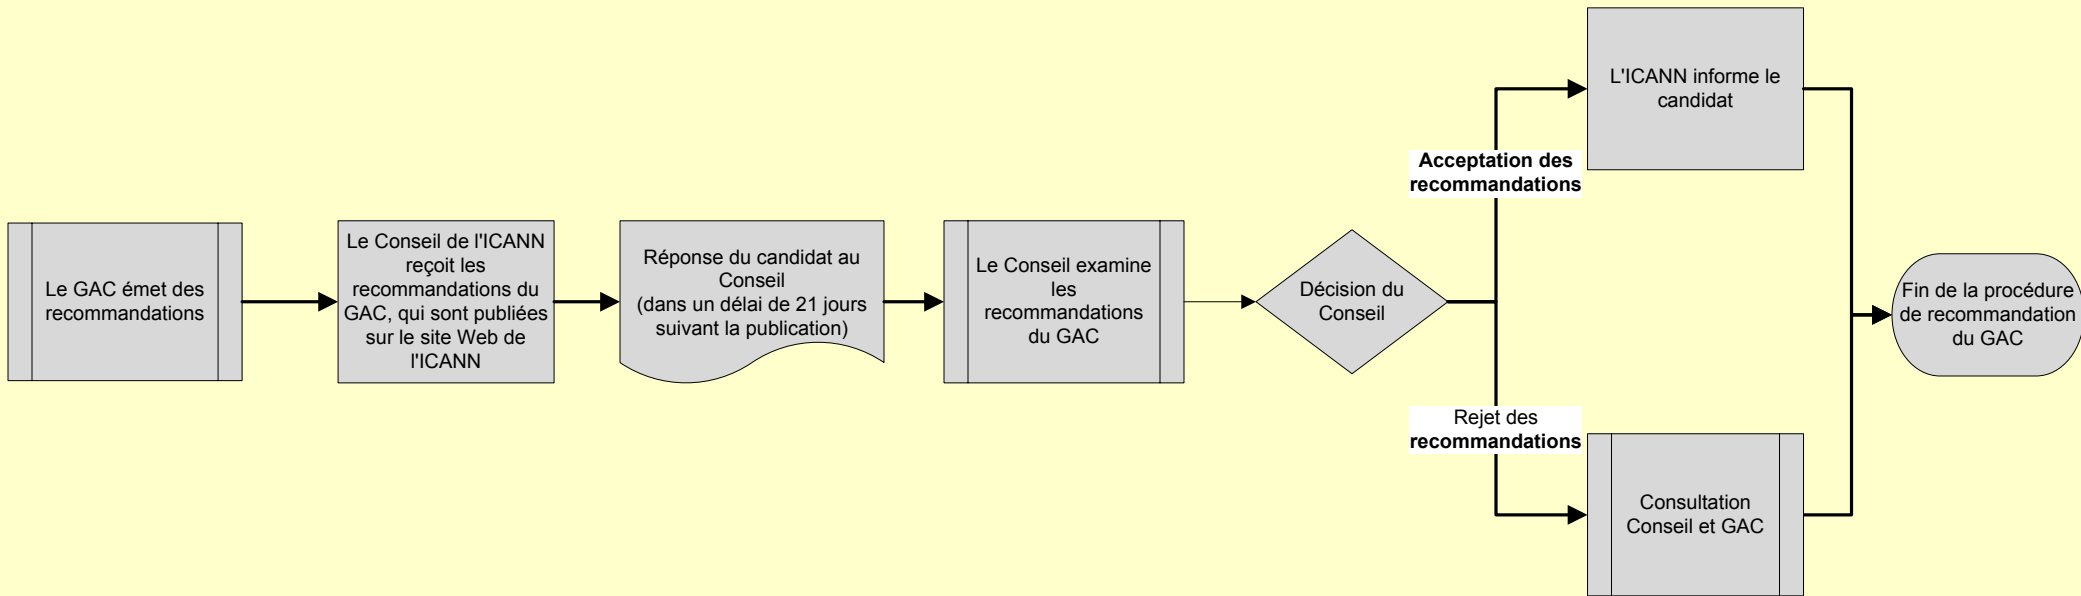 Le GAC émet des
recommandations
Le Conseil de l'ICANN
reçoit les
recommandations du
GAC, qui sont publiées
sur le site Web de
l'ICANN
Réponse du candidat au
Conseil
(dans un délai de 21 jours
suivant la publication)
Le Conseil examine
les
recommandations
du GAC
Décision du
Conseil
Acceptation des
recommandations
L'ICANN informe le
candidat
Rejet des
recommandations
Consultation
Conseil et GAC
Fin de la procédure
de recommandation
du GAC